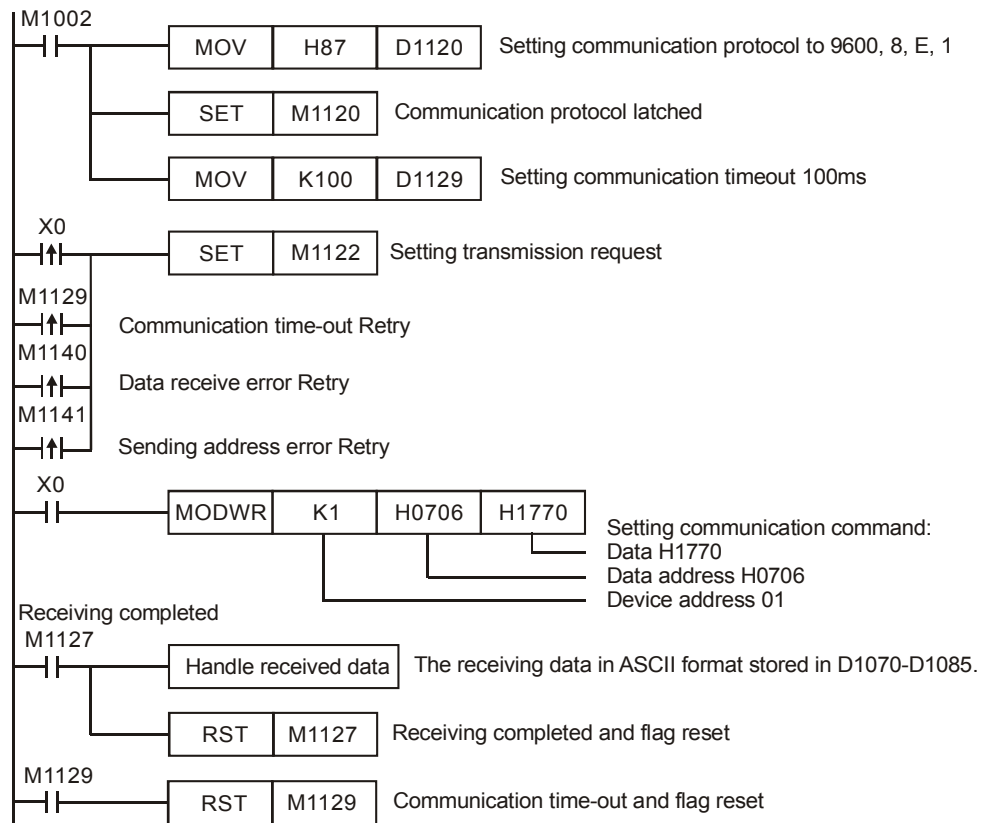 M1002
MOV H87 D1120 Setting communication protocol to 9600, 8, E, 1
SET M1120 Communication protocol latched
MOV K100 D1129 Setting communication timeout 100ms
X0
SET M1122 Setting transmission request
M1129
Communication time-out Retry
M1140
Data receive error Retry
M1141
Sending address error Retry
X0
MODWR K1 H0706 H1770
Setting communication command:
Data H1770
Data address H0706
Device address 01
Receiving completed
M1127
Handle received data The receiving data in ASCII format stored in D1070-D1085.
RST M1127 Receiving completed and flag reset
M1129
RST M1129 Communication time-out and flag reset